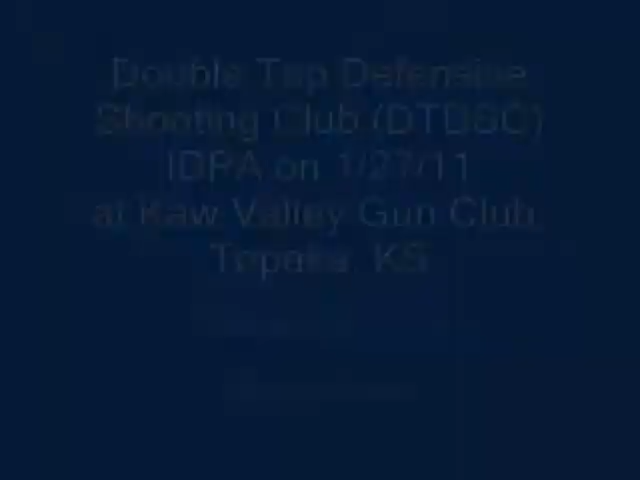 Double Tap Defensive
Shooting Club (DTDSC)
IDPA on 1/27/11
at Kaw Valley Gun Club,
Topeka, KS